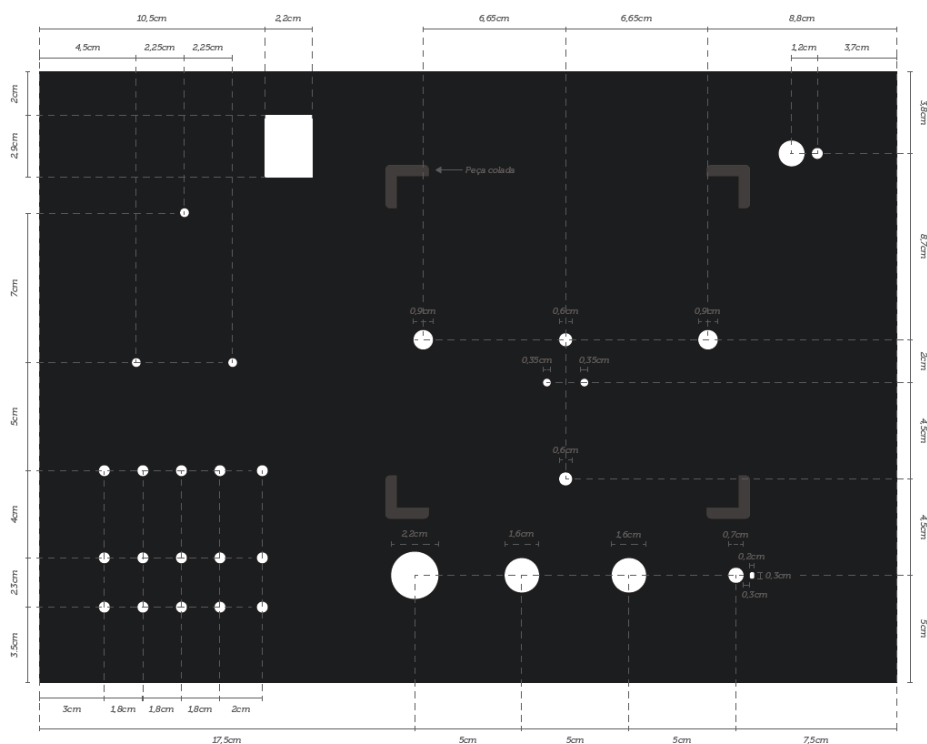 10,5cm
2,2cm
6,65cm
6,65cm
8,8cm
4,5cm
2,25cm
2,25cm
1,2cm
3,7cm
2cm
3,8cm
2,9cm
Peça colada
8,7cm
7cm
0,9cm
0,6cm
0,9cm
0,35cm
0,35cm
2cm
5cm
4,5cm
0,6cm
4cm
2,2cm
1,6cm
1,6cm
0,7cm
4,5cm
0,2cm
0,3cm
0,3cm
2,3cm
3,5cm
5cm
3cm
1,8cm
1,8cm
1,8cm
2cm
17,5cm
5cm
5cm
5cm
7,5cm